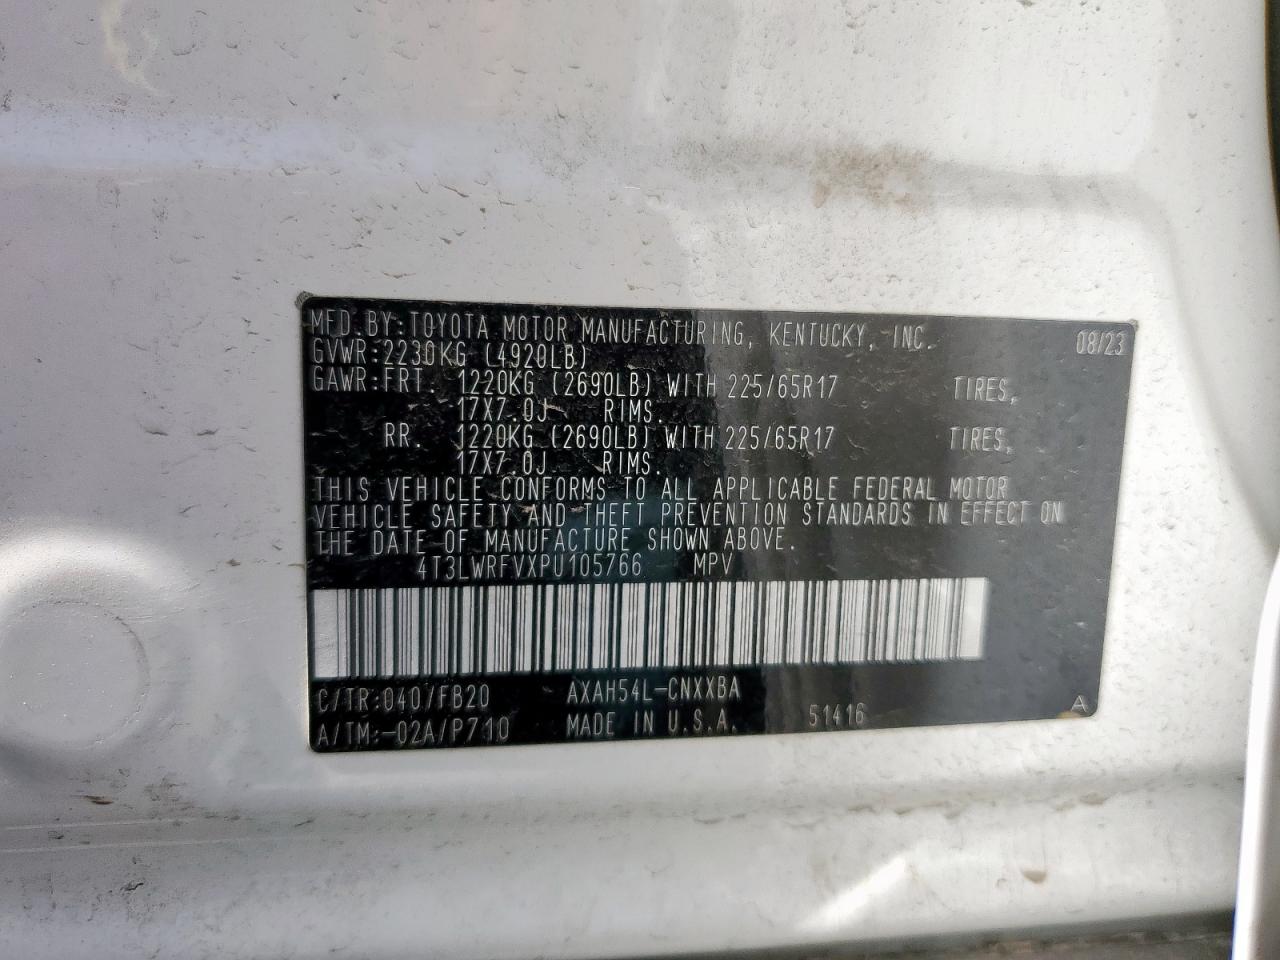 MFD.BY:TOYOTA MOTOR MANUFACTURING, KENTUCKY, INC. 08/23
GVWR:2230KG (4920LB)
GAWR:FRT. 1220KG (2690LB) WITH 225/65R17 TIRES,
17X7.0J RIMS.
RR. 1220KG (2690LB) WITH 225/65R17 TIRES,
17X7.0J RIMS.
THIS VEHICLE CONFORMS TO ALL APPLICABLE FEDERAL MOTOR
VEHICLE SAFETY AND THEFT PREVENTION STANDARDS IN EFFECT ON
THE DATE OF MANUFACTURE SHOWN ABOVE.
4T3LWRFVXPU105766 MPV
C/TR:040/FB20 AXAH54L-CNXXBA
A/TM:-02A/P710 MADE IN U.S.A. 51416 A